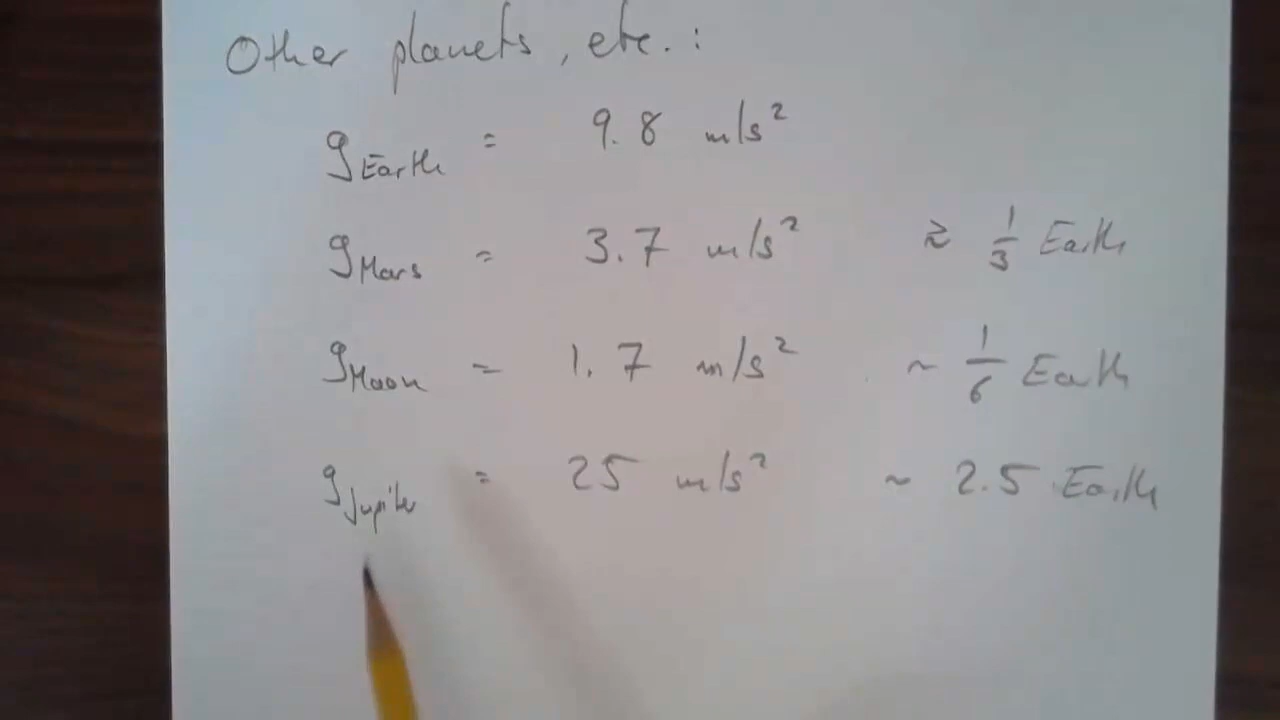 Other planets, etc.:
g_Earth = 9.8 m/s²
g_Mars = 3.7 m/s² ≈ 1/3 Earth
g_Moon = 1.7 m/s² ~ 1/6 Earth
g_Jupiter = 25 m/s² ~ 2.5 Earth